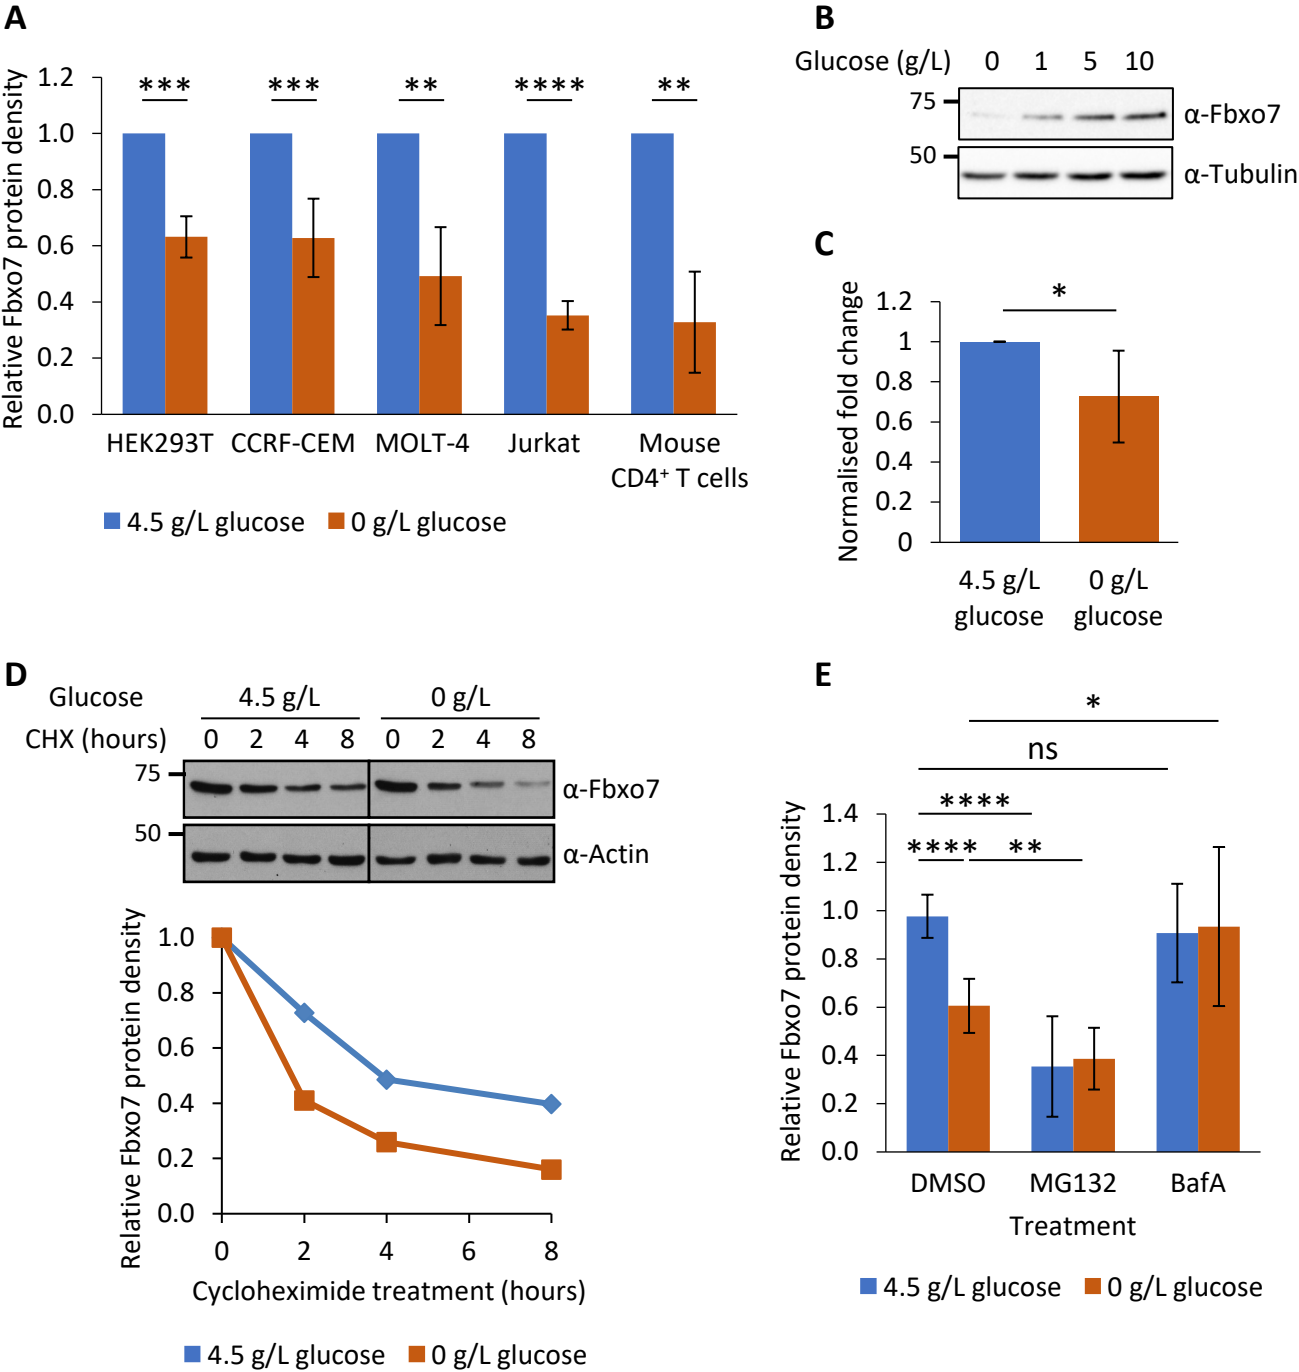 A
Relative Fbxo7 protein density
1.2
1.0
0.8
0.6
0.4
0.2
0.0
*** *** ** **** **
HEK293T CCRF-CEM MOLT-4 Jurkat Mouse
CD4+ T cells
4.5 g/L glucose 0 g/L glucose
B
Glucose (g/L) 0 1 5 10
75
α-Fbxo7
50
α-Tubulin
C
Normalised fold change
1.2
1
0.8
0.6
0.4
0.2
0
*
4.5 g/L 0 g/L
glucose glucose
D
Glucose 4.5 g/L 0 g/L
CHX (hours) 0 2 4 8 0 2 4 8
75
α-Fbxo7
50
α-Actin
Relative Fbxo7 protein density
1.0
0.8
0.6
0.4
0.2
0.0
0 2 4 6 8
Cycloheximide treatment (hours)
4.5 g/L glucose 0 g/L glucose
E
*
ns
****
**** **
Relative Fbxo7 protein density
1.4
1.2
1.0
0.8
0.6
0.4
0.2
0.0
DMSO MG132 BafA
Treatment
4.5 g/L glucose 0 g/L glucose